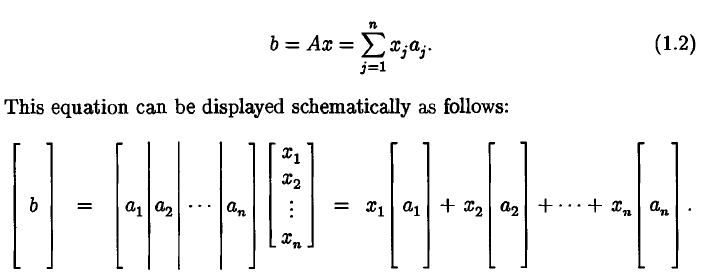 b = Ax = \sum_{j=1}^{n} x_j a_j. (1.2)
This equation can be displayed schematically as follows:
[ b ] = [ a_1 | a_2 | ⋯ | a_n ] [ x_1 x_2 ⋮ x_n ] = x_1 [ a_1 ] + x_2 [ a_2 ] + ⋯ + x_n [ a_n ] .